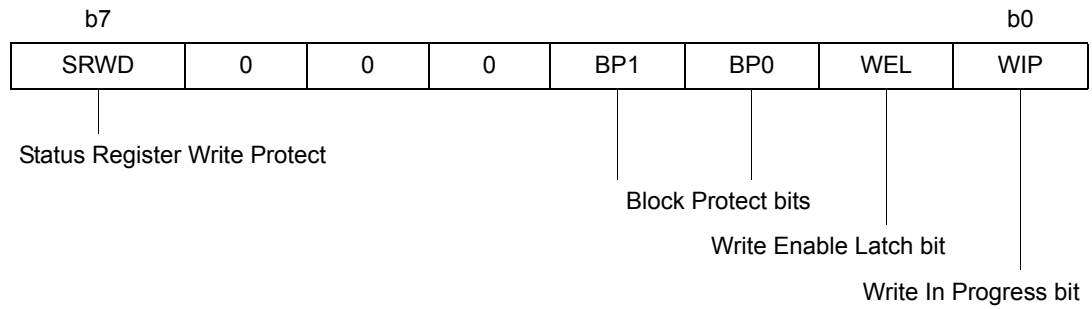 b7 b0
SRWD 0 0 0 BP1 BP0 WEL WIP
Status Register Write Protect
Block Protect bits
Write Enable Latch bit
Write In Progress bit